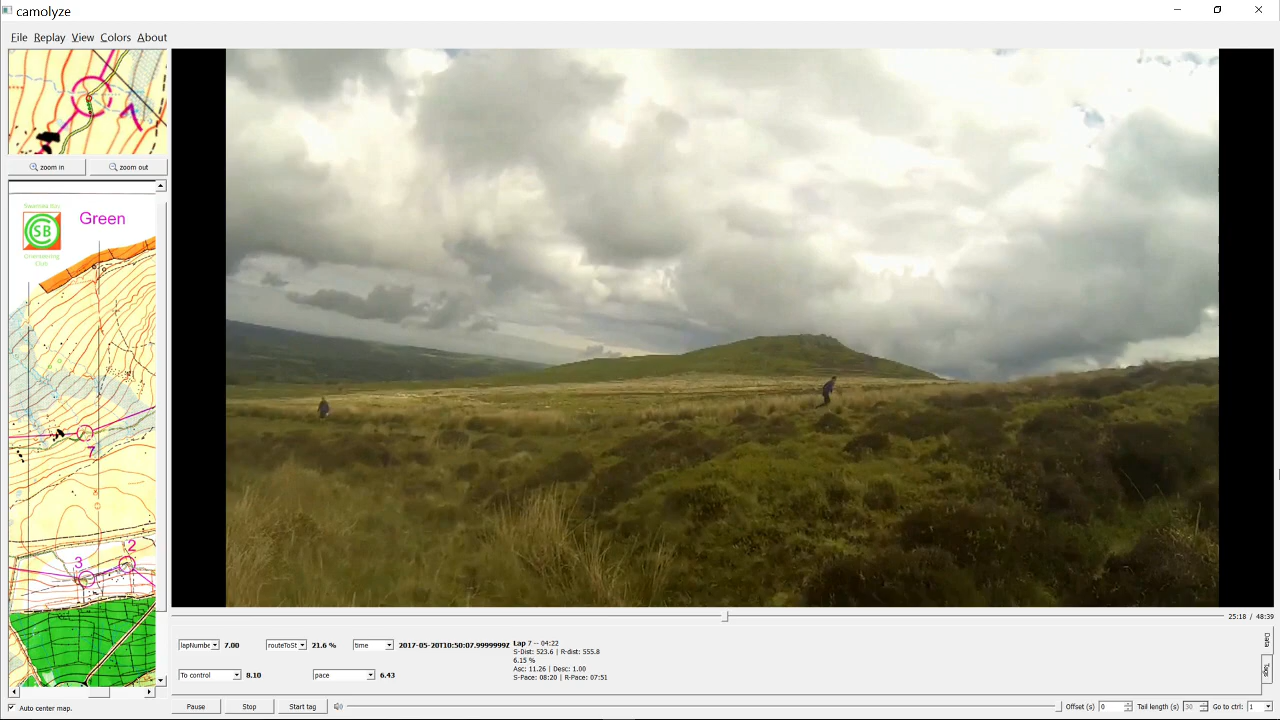 camolyze
File Replay View Colors About
zoom in
zoom out
Swansea Bay
SB
Orienteering
Club
Green
7
2
3
25:18 / 48:39
lapNumbe
7.00
routeToSt
21.6 %
time
2017-05-20T10:50:07.9999999Z
Lap 7 -- 04:22
S-Dist: 523.6 | R-dist: 555.8
6.15 %
Asc: 11.26 | Desc: 1.00
S-Pace: 08:20 | R-Pace: 07:51
To control
8.10
pace
6.43
Data
Tags
Auto center map.
Pause
Stop
Start tag
Offset (s) 0
Tail length (s) 30
Go to ctrl: 1